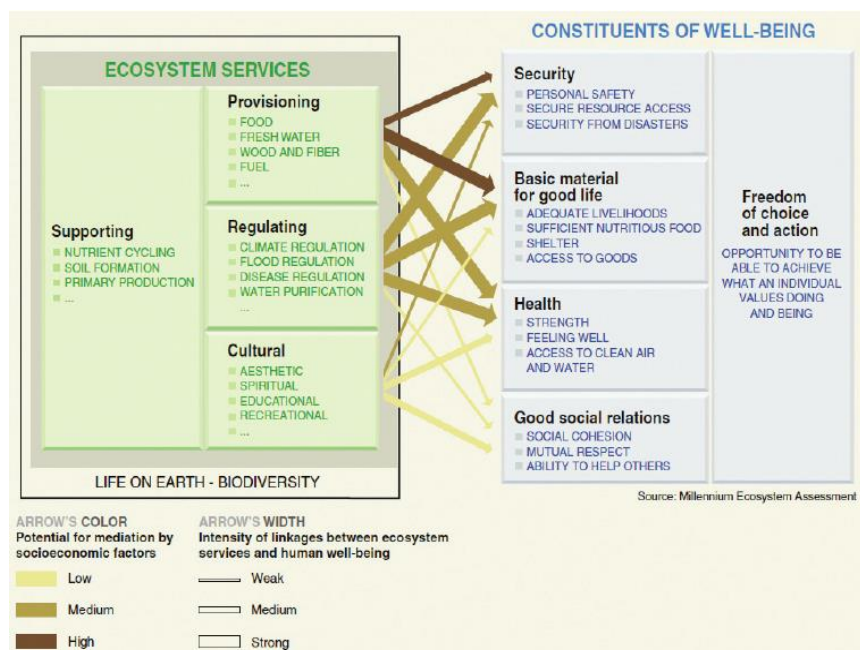 CONSTITUENTS OF WELL-BEING
ECOSYSTEM SERVICES
Provisioning
FOOD
FRESH WATER
WOOD AND FIBER
FUEL
...
Supporting
NUTRIENT CYCLING
SOIL FORMATION
PRIMARY PRODUCTION
...
Regulating
CLIMATE REGULATION
FLOOD REGULATION
DISEASE REGULATION
WATER PURIFICATION
...
Cultural
AESTHETIC
SPIRITUAL
EDUCATIONAL
RECREATIONAL
...
LIFE ON EARTH - BIODIVERSITY
Security
PERSONAL SAFETY
SECURE RESOURCE ACCESS
SECURITY FROM DISASTERS
Basic material
for good life
ADEQUATE LIVELIHOODS
SUFFICIENT NUTRITIOUS FOOD
SHELTER
ACCESS TO GOODS
Health
STRENGTH
FEELING WELL
ACCESS TO CLEAN AIR
AND WATER
Good social relations
SOCIAL COHESION
MUTUAL RESPECT
ABILITY TO HELP OTHERS
Freedom
of choice
and action
OPPORTUNITY TO BE
ABLE TO ACHIEVE
WHAT AN INDIVIDUAL
VALUES DOING
AND BEING
Source: Millennium Ecosystem Assessment
ARROW'S COLOR
Potential for mediation by
socioeconomic factors
Low
Medium
High
ARROW'S WIDTH
Intensity of linkages between ecosystem
services and human well-being
Weak
Medium
Strong